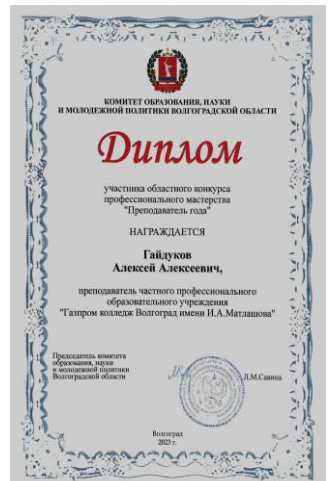 КОМИТЕТ ОБРАЗОВАНИЯ, НАУКИ
И МОЛОДЕЖНОЙ ПОЛИТИКИ ВОЛГОГРАДСКОЙ ОБЛАСТИ
Диплом
участника областного конкурса
профессионального мастерства
"Преподаватель года"
НАГРАЖДАЕТСЯ
Гайдуков
Алексей Алексеевич,
преподаватель частного профессионального
образовательного учреждения
"Газпром колледж Волгоград имени И.А.Матлашова"
Председатель комитета
образования, науки
и молодежной политики
Волгоградской области
Л.М.Савина
Волгоград
2023 г.